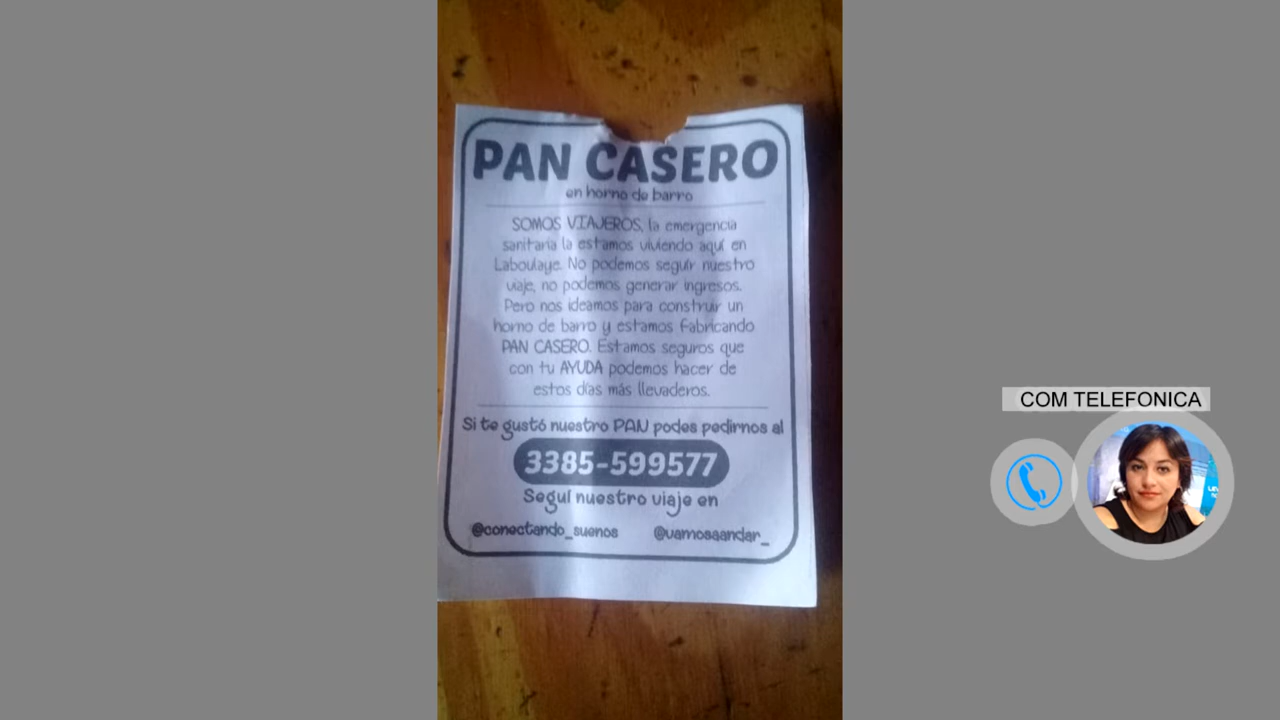 PAN CASERO
en horno de barro
SOMOS VIAJEROS, la emergencia
sanitaria la estamos viviendo aquí en
Laboulaye. No podemos seguir nuestro
viaje, no podemos generar ingresos.
Pero nos ideamos para construir un
horno de barro y estamos fabricando
PAN CASERO. Estamos seguros que
con tu AYUDA podemos hacer de
estos días más llevaderos.
Si te gustó nuestro PAN podes pedirnos al
3385-599577
Seguí nuestro viaje en
@conectando_suenos @vamosaandar_
COM TELEFONICA